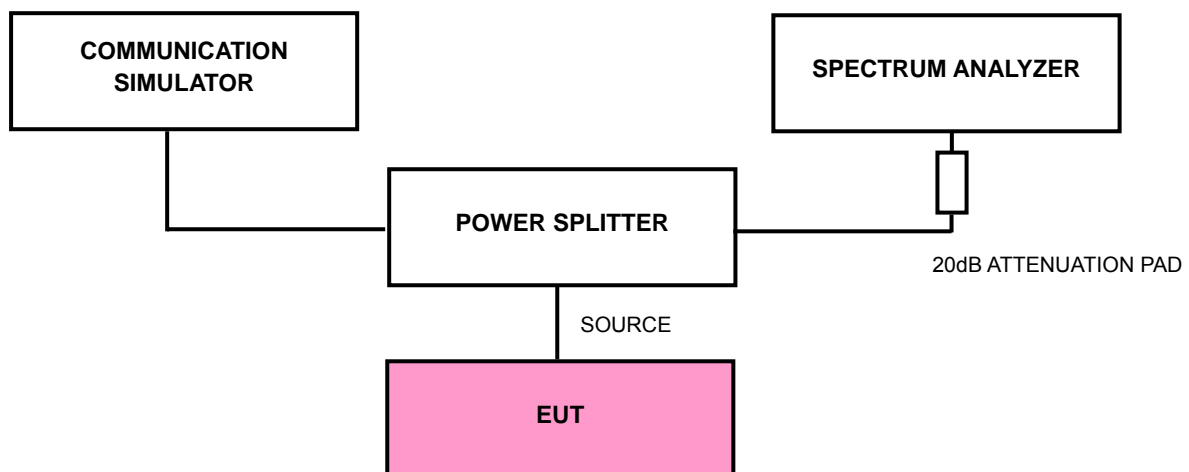 COMMUNICATION
SIMULATOR
SPECTRUM ANALYZER
POWER SPLITTER
20dB ATTENUATION PAD
SOURCE
EUT